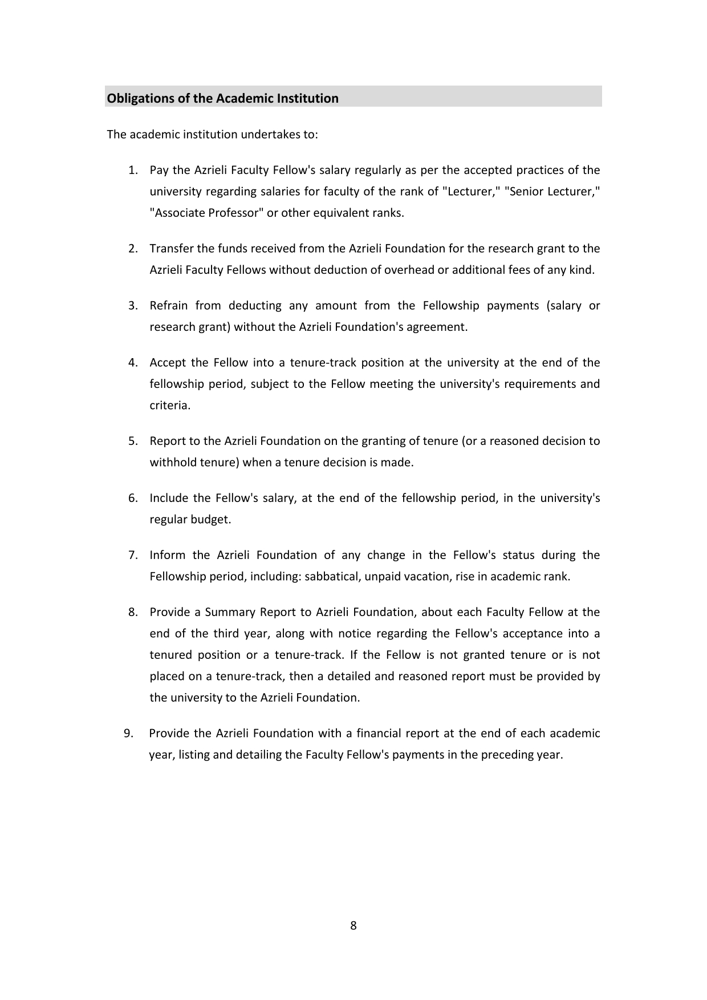 Obligations of the Academic Institution
The academic institution undertakes to:
1. Pay the Azrieli Faculty Fellow's salary regularly as per the accepted practices of the
university regarding salaries for faculty of the rank of "Lecturer," "Senior Lecturer,"
"Associate Professor" or other equivalent ranks.
2. Transfer the funds received from the Azrieli Foundation for the research grant to the
Azrieli Faculty Fellows without deduction of overhead or additional fees of any kind.
3. Refrain from deducting any amount from the Fellowship payments (salary or
research grant) without the Azrieli Foundation's agreement.
4. Accept the Fellow into a tenure-track position at the university at the end of the
fellowship period, subject to the Fellow meeting the university's requirements and
criteria.
5. Report to the Azrieli Foundation on the granting of tenure (or a reasoned decision to
withhold tenure) when a tenure decision is made.
6. Include the Fellow's salary, at the end of the fellowship period, in the university's
regular budget.
7. Inform the Azrieli Foundation of any change in the Fellow's status during the
Fellowship period, including: sabbatical, unpaid vacation, rise in academic rank.
8. Provide a Summary Report to Azrieli Foundation, about each Faculty Fellow at the
end of the third year, along with notice regarding the Fellow's acceptance into a
tenured position or a tenure-track. If the Fellow is not granted tenure or is not
placed on a tenure-track, then a detailed and reasoned report must be provided by
the university to the Azrieli Foundation.
9. Provide the Azrieli Foundation with a financial report at the end of each academic
year, listing and detailing the Faculty Fellow's payments in the preceding year.
8